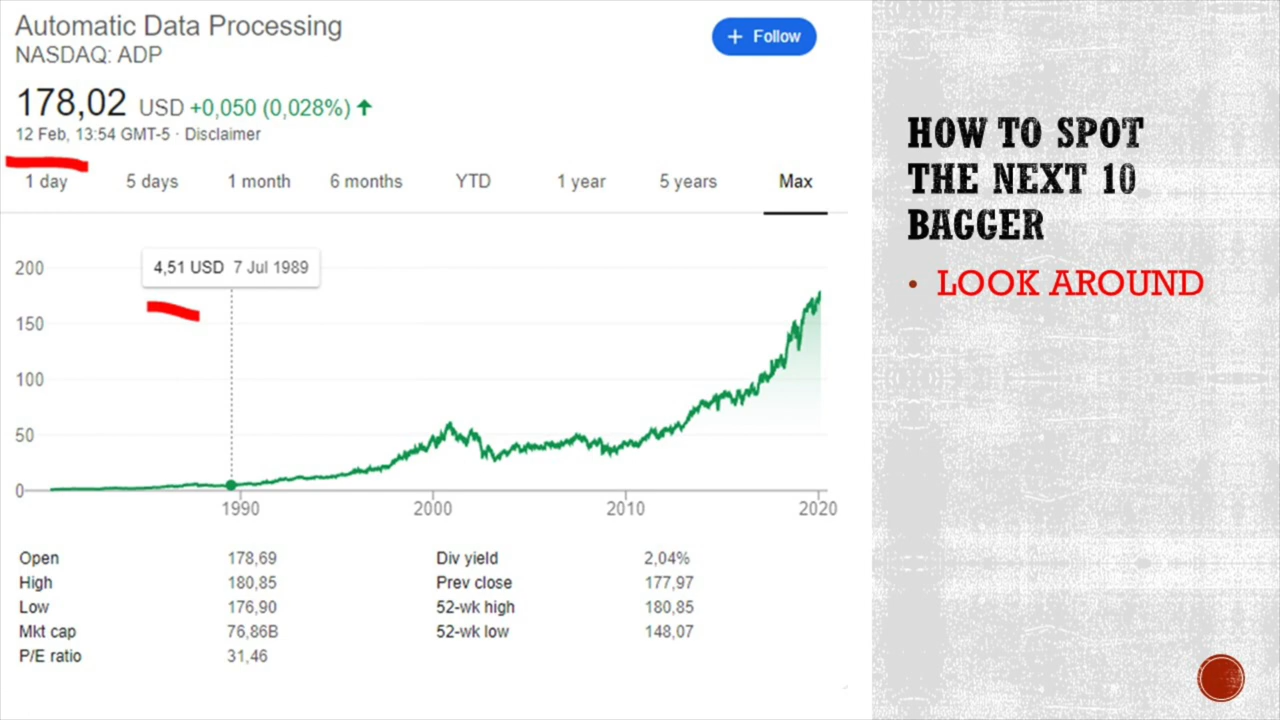 Automatic Data Processing
NASDAQ: ADP
+ Follow
178,02 USD +0,050 (0,028%) ↑
12 Feb, 13:54 GMT-5 · Disclaimer
1 day 5 days 1 month 6 months YTD 1 year 5 years Max
4,51 USD 7 Jul 1989
200
150
100
50
0
1990 2000 2010 2020
Open 178,69 Div yield 2,04%
High 180,85 Prev close 177,97
Low 176,90 52-wk high 180,85
Mkt cap 76,86B 52-wk low 148,07
P/E ratio 31,46
HOW TO SPOT
THE NEXT 10
BAGGER
• LOOK AROUND